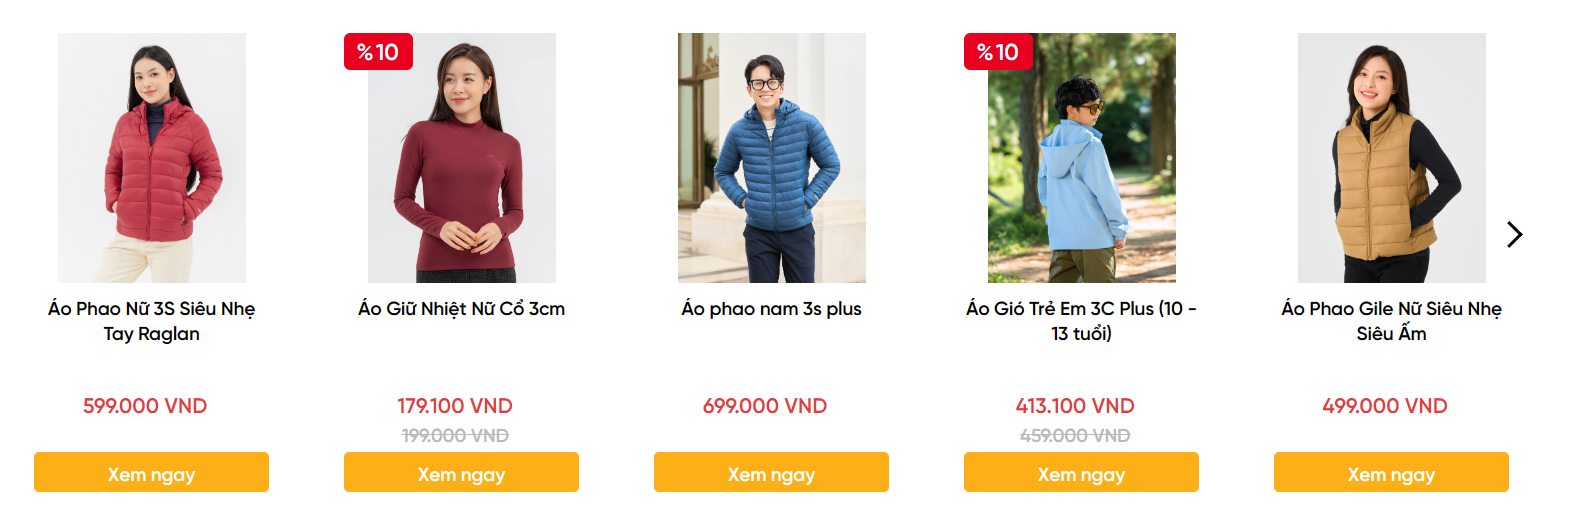 %10
%10
Áo Phao Nữ 3S Siêu Nhẹ
Tay Raglan
Áo Giữ Nhiệt Nữ Cổ 3cm
Áo phao nam 3s plus
Áo Gió Trẻ Em 3C Plus (10 -
13 tuổi)
Áo Phao Gile Nữ Siêu Nhẹ
Siêu Ấm
599.000 VND
179.100 VND
199.000 VND
699.000 VND
413.100 VND
459.000 VND
499.000 VND
Xem ngay
Xem ngay
Xem ngay
Xem ngay
Xem ngay